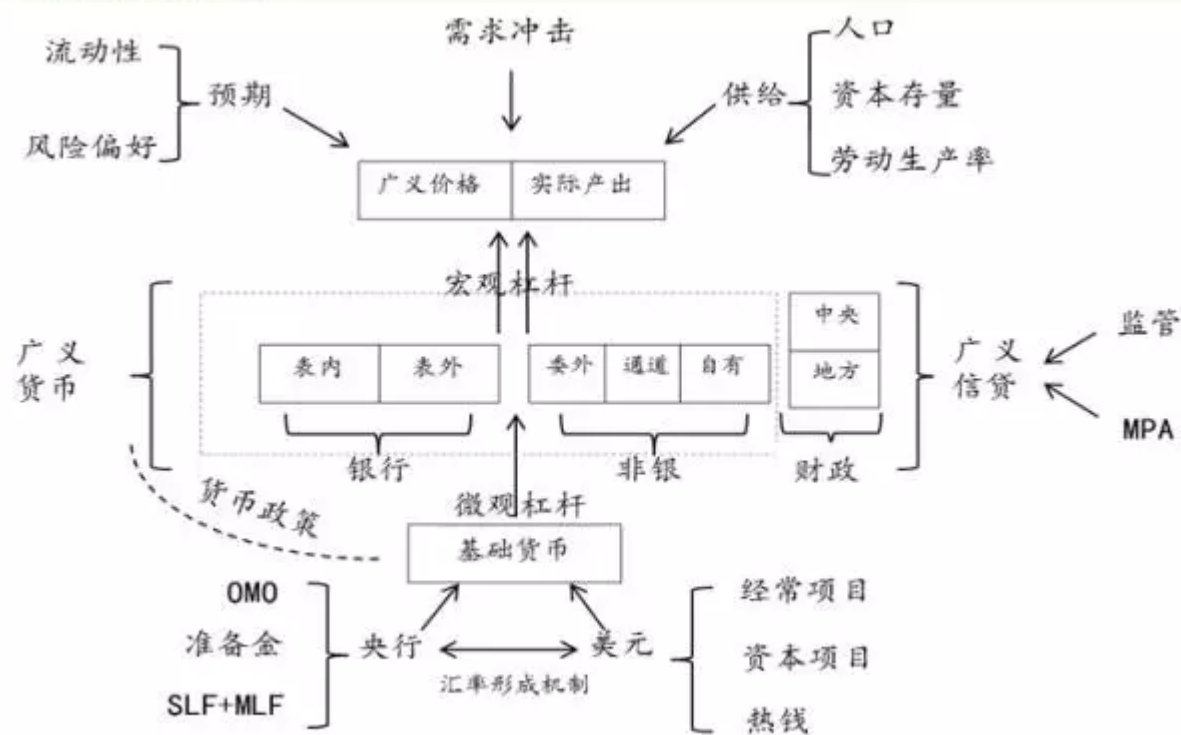 需求冲击
流动性
预期
风险偏好
供给
人口
资本存量
劳动生产率
广义价格
实际产出
宏观杠杆
广义
货币
表内
表外
银行
委外
通道
自有
非银
中央
地方
财政
广义
信贷
监管
MPA
货币政策
微观杠杆
基础货币
OMO
准备金
SLF+MLF
央行
美元
汇率形成机制
经常项目
资本项目
热钱